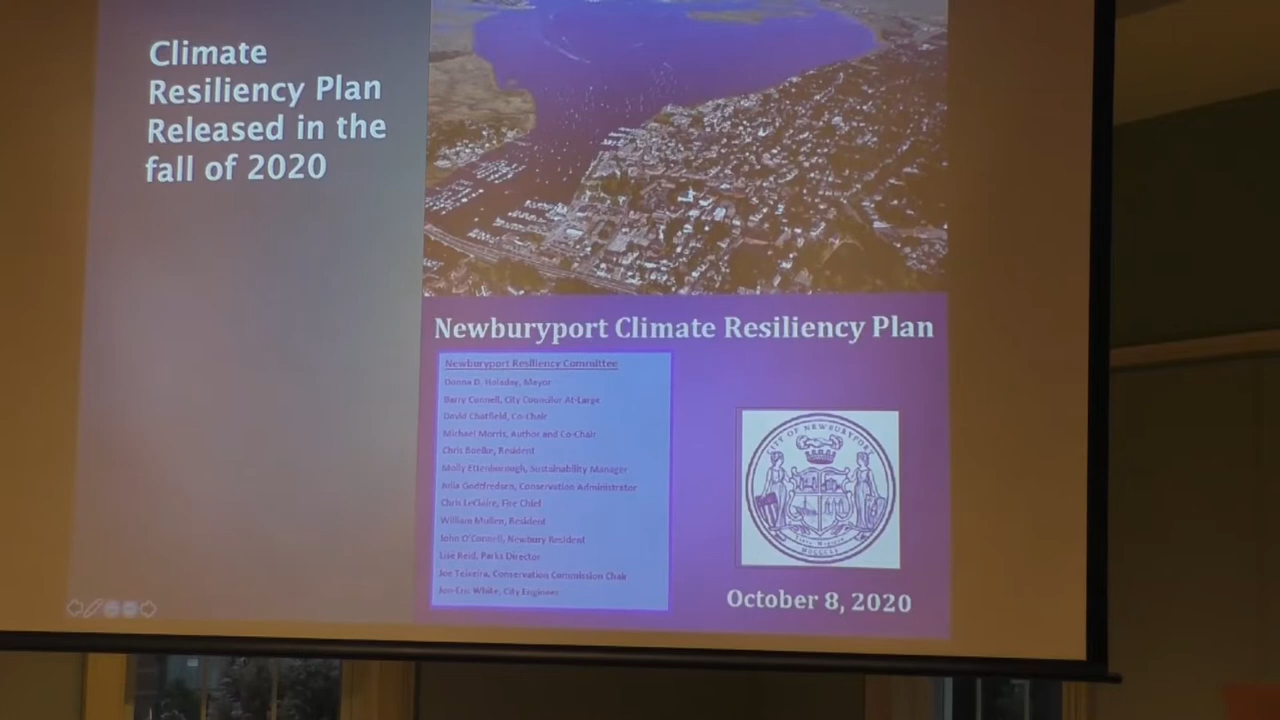 Climate
Resiliency Plan
Released in the
fall of 2020
Newburyport Climate Resiliency Plan
Newburyport Resiliency Committee
Donna D. Holaday, Mayor
Barry Connell, City Councilor At-Large
David Chatfield, Co-Chair
Michael Morris, Author and Co-Chair
Chris Boelke, Resident
Molly Ettenborough, Sustainability Manager
Julia Godtfredsen, Conservation Administrator
Chris LeClaire, Fire Chief
William Mullen, Resident
John O'Connell, Newbury Resident
Lise Reid, Parks Director
Joe Teixeira, Conservation Commission Chair
Jon-Eric White, City Engineer
CITY OF NEWBURYPORT
October 8, 2020